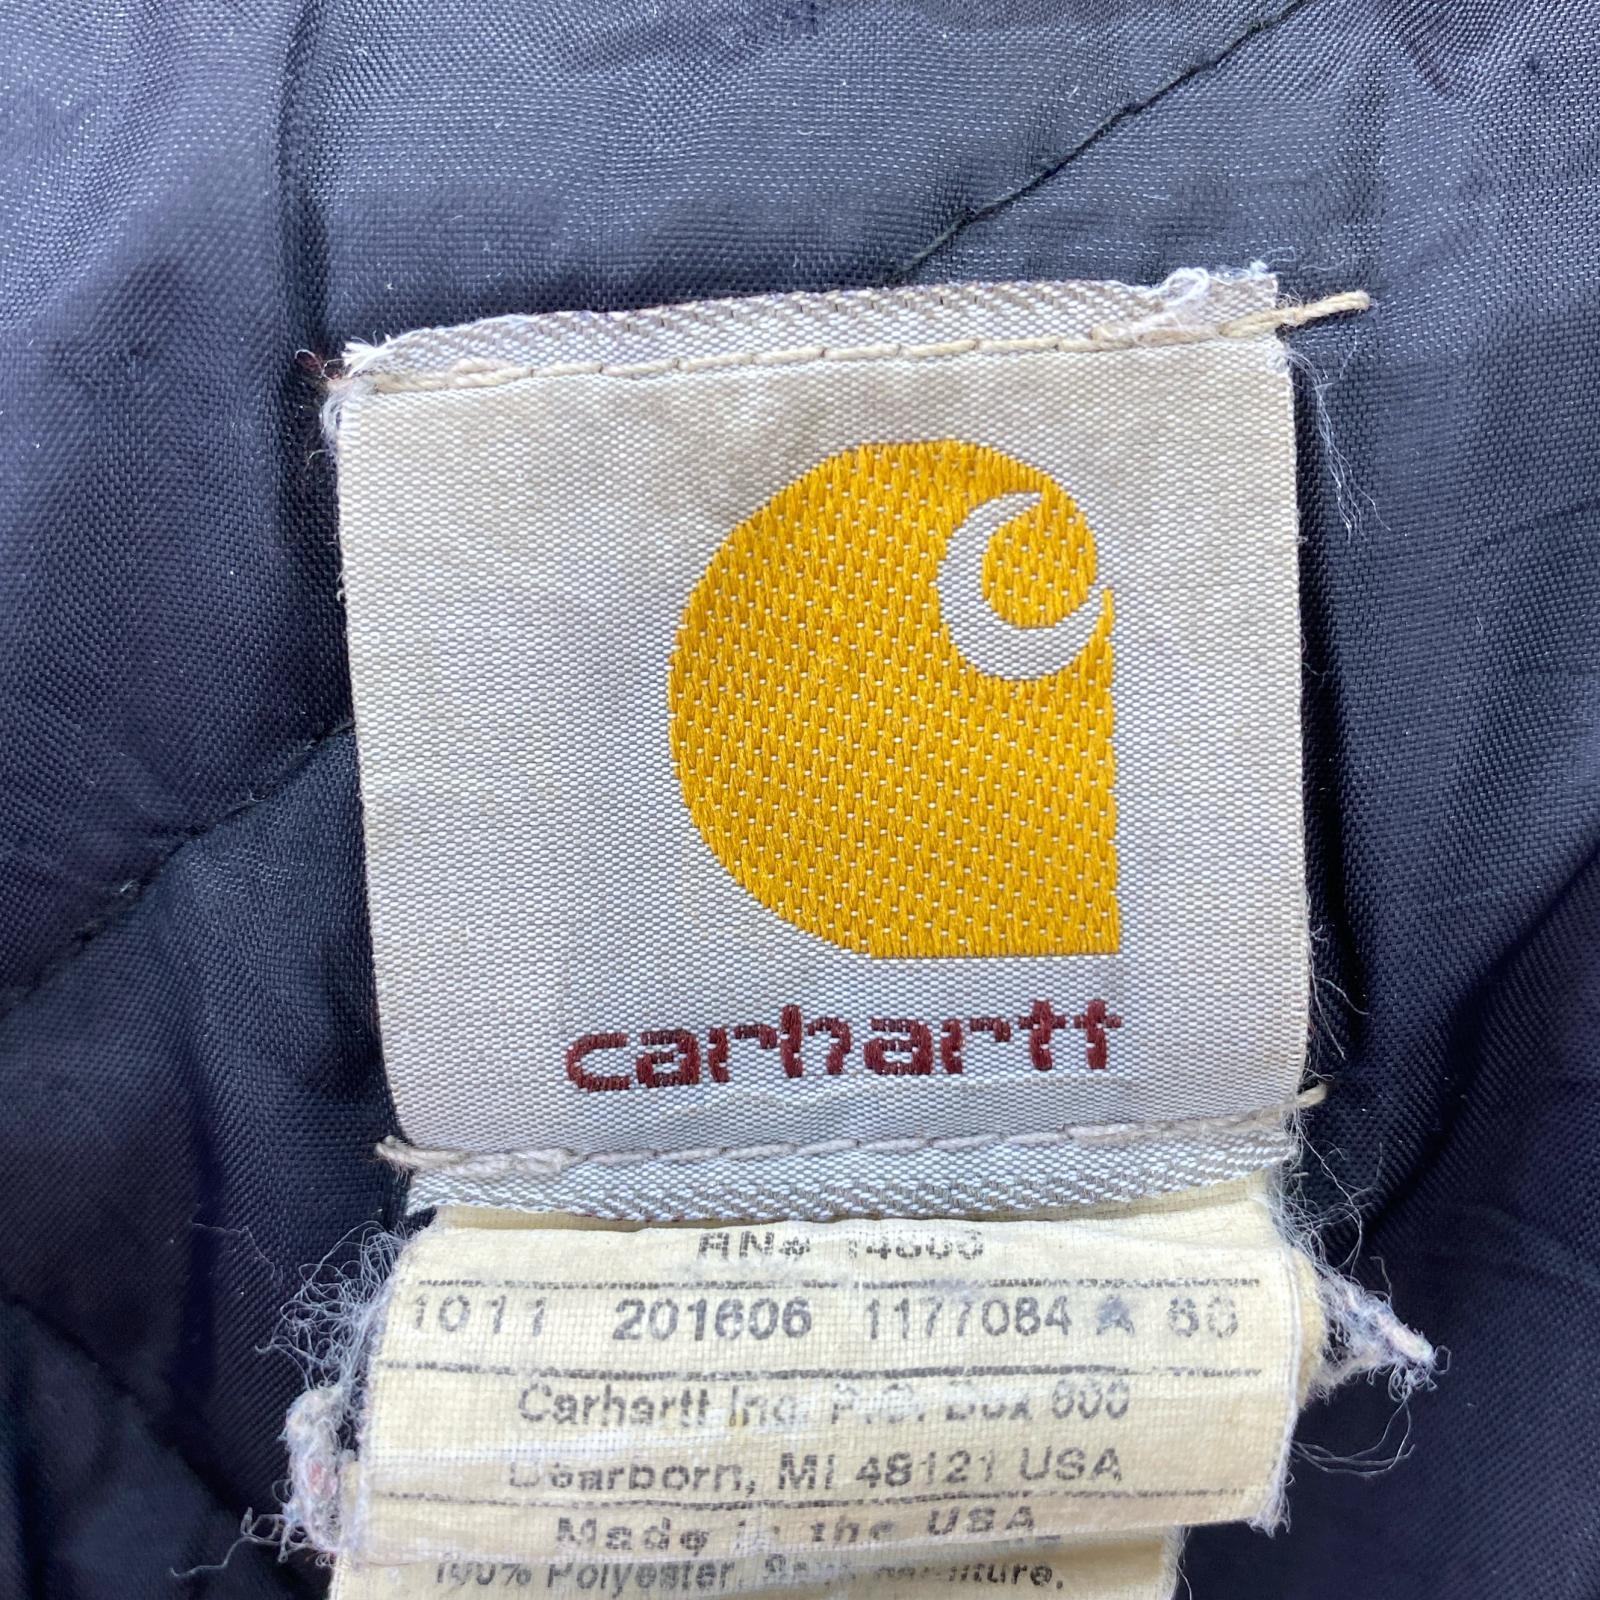 carhartt
RN# 14806
1011 201606 1177084 A 60
Carhartt Inc. P.O. Box 600
Dearborn, MI 48121 USA
Made in the USA
100% Polyester,